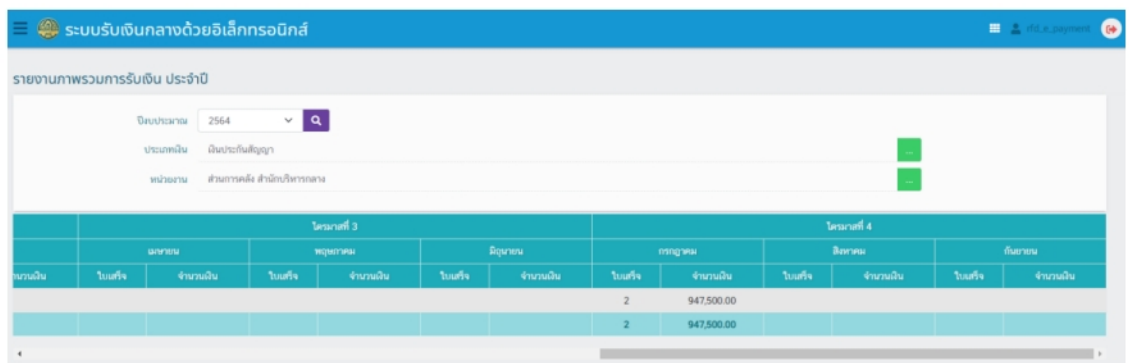 ระบบรับเงินกลางด้วยอิเล็กทรอนิกส์ rfd_e_payment
รายงานภาพรวมการรับเงิน ประจำปี
ปีงบประมาณ 2564
ประเภทเงิน เงินประกันสัญญา ...
หน่วยงาน ส่วนการคลัง สำนักบริหารกลาง ...
ไตรมาสที่ 3 ไตรมาสที่ 4
เมษายน พฤษภาคม มิถุนายน กรกฎาคม สิงหาคม กันยายน
ใบเสร็จ จำนวนเงิน ใบเสร็จ จำนวนเงิน ใบเสร็จ จำนวนเงิน ใบเสร็จ จำนวนเงิน ใบเสร็จ จำนวนเงิน ใบเสร็จ จำนวนเงิน
2 947,500.00
2 947,500.00